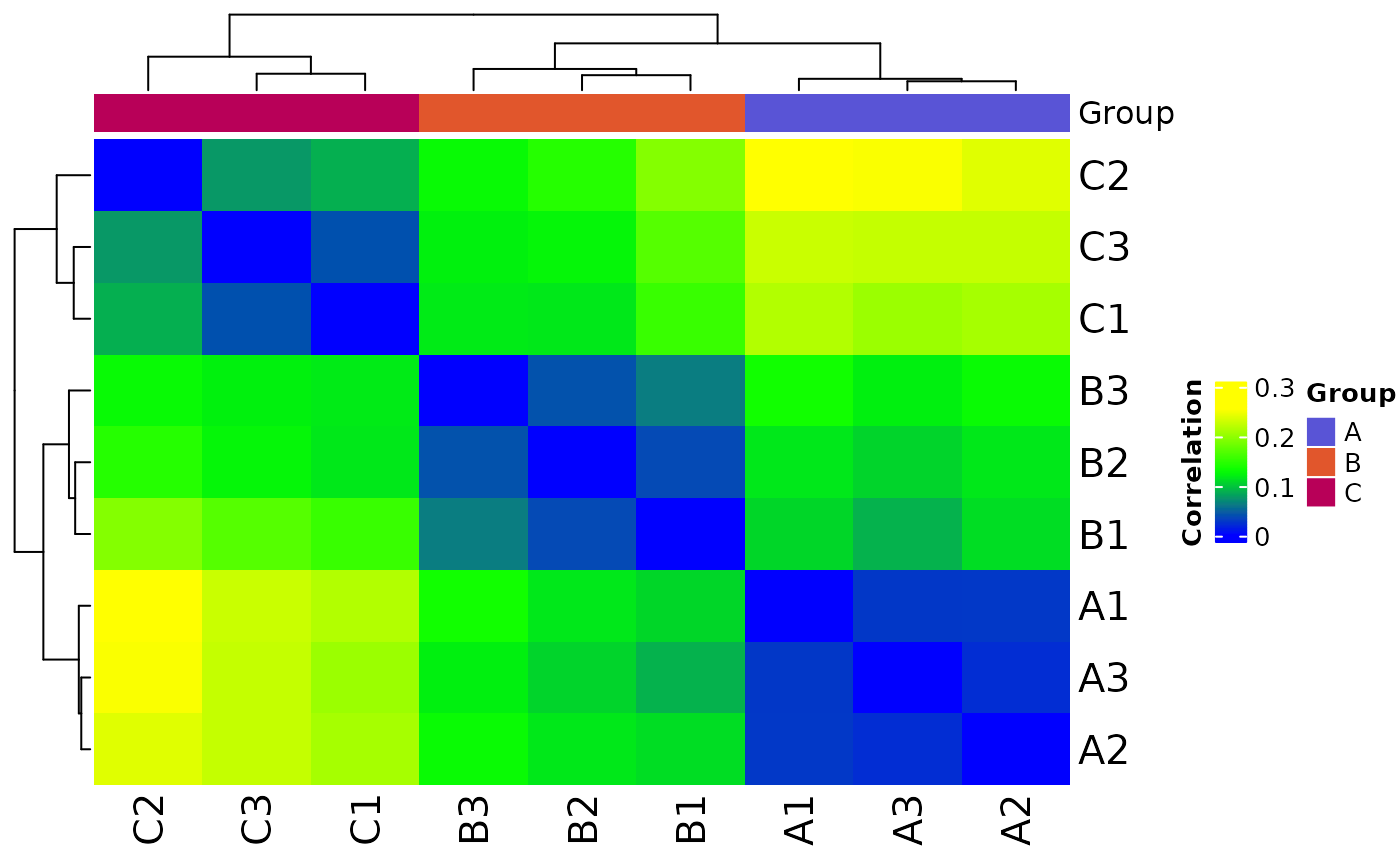 Group
C2
C3
C1
B3
B2
B1
A1
A3
A2
C2 C3 C1 B3 B2 B1 A1 A3 A2
Correlation
0.3
0.2
0.1
0
Group
A
B
C